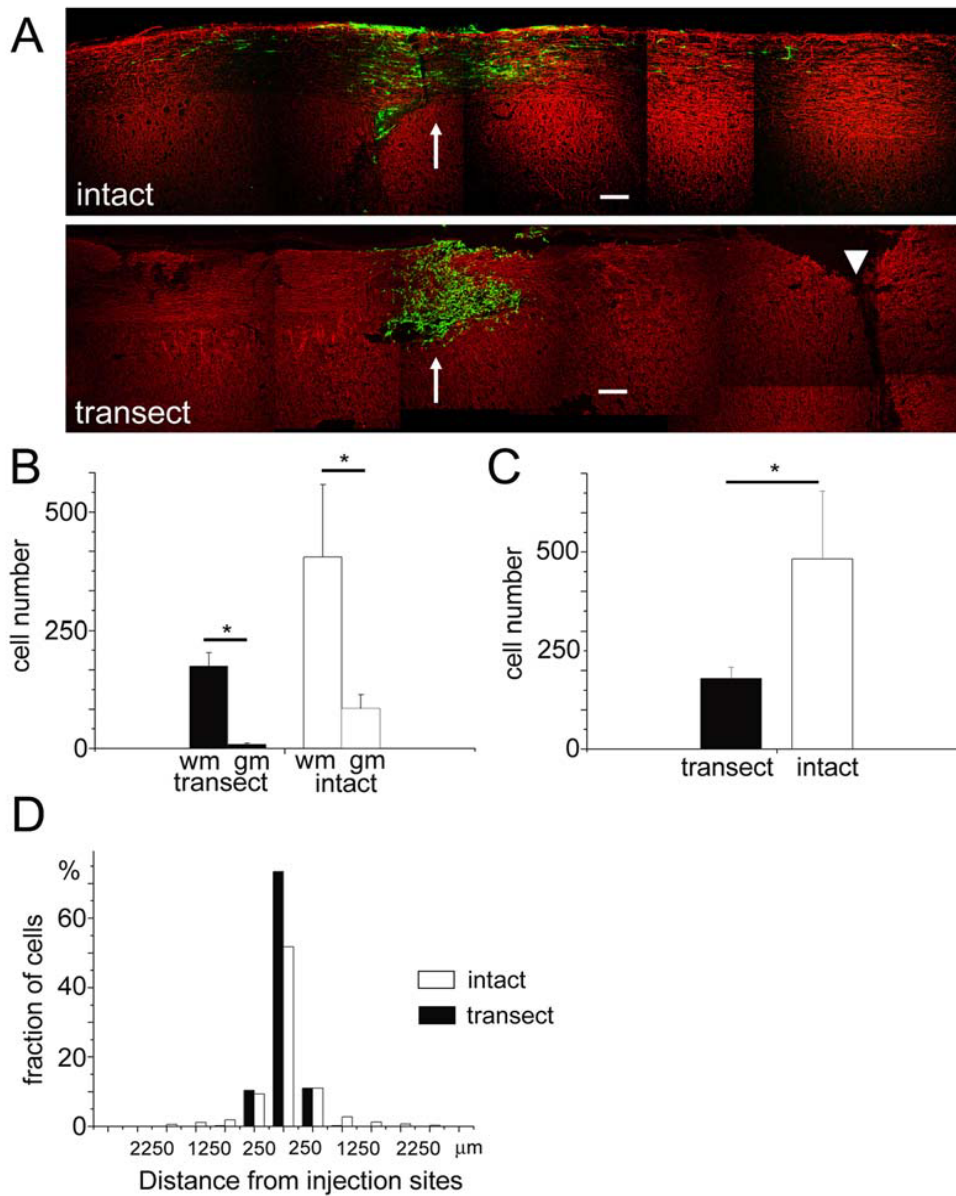 A
intact
transect
B
500
250
0
cell number
*
*
wm gm
transect
wm gm
intact
C
500
250
0
cell number
*
transect
intact
D
%
60
40
20
0
fraction of cells
intact
transect
2250 1250 250 250 1250 2250 μm
Distance from injection sites